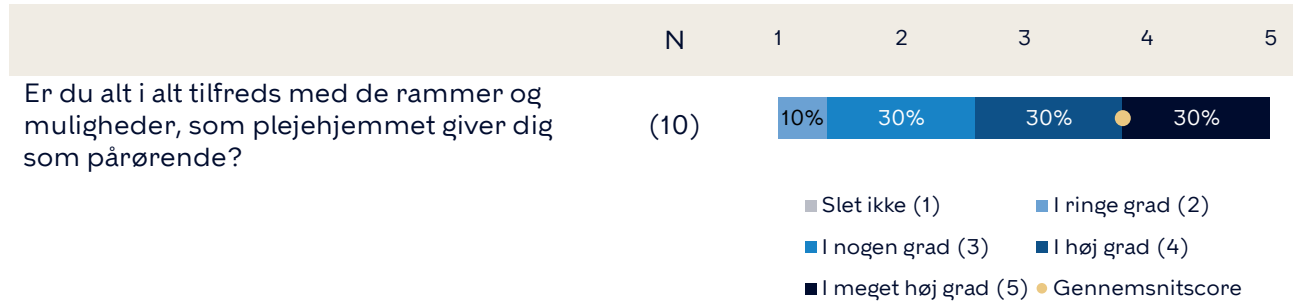 N 1 2 3 4 5
Er du alt i alt tilfreds med de rammer og
muligheder, som plejehjemmet giver dig
som pårørende?
(10)
10% 30% 30% 30%
Slet ikke (1) I ringe grad (2)
I nogen grad (3) I høj grad (4)
I meget høj grad (5) Gennemsnitscore